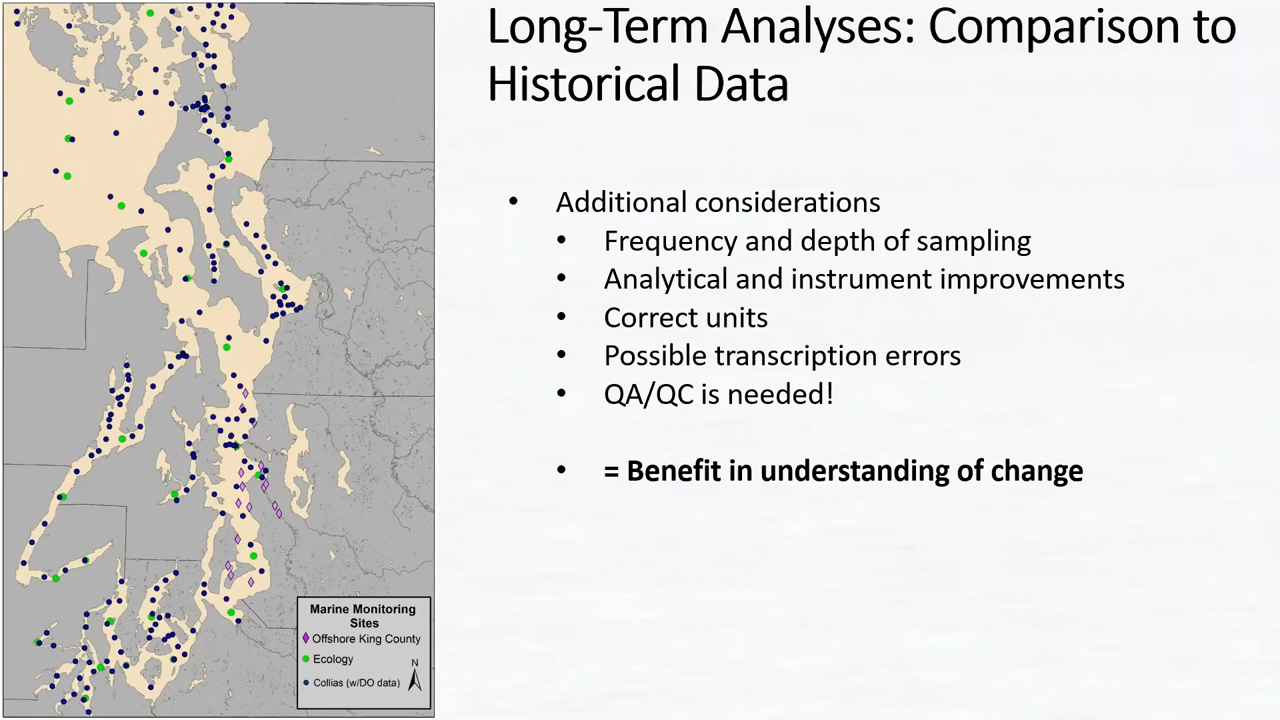 Long-Term Analyses: Comparison to
Historical Data
• Additional considerations
• Frequency and depth of sampling
• Analytical and instrument improvements
• Correct units
• Possible transcription errors
• QA/QC is needed!
• = Benefit in understanding of change
Marine Monitoring
Sites
Offshore King County
Ecology
Collias (w/DO data)
N